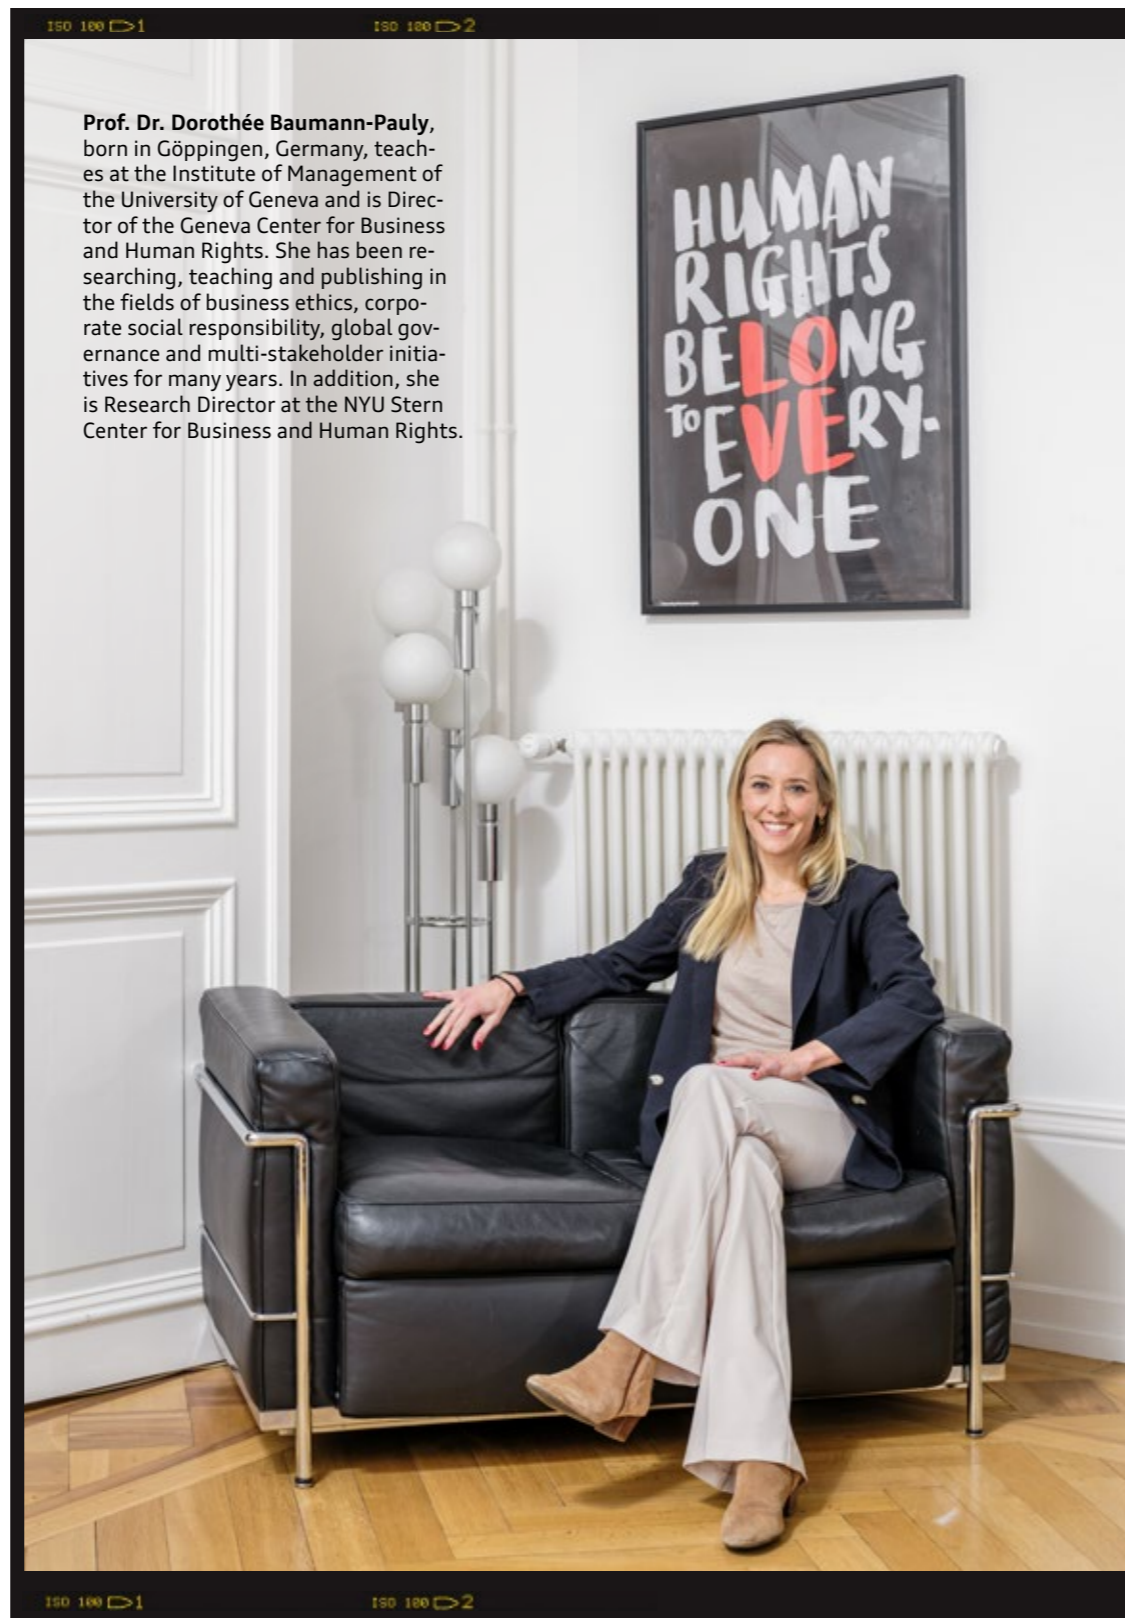 ISO 100 1
ISO 100 2
Prof. Dr. Dorothée Baumann-Pauly,
born in Göppingen, Germany, teach-
es at the Institute of Management of
the University of Geneva and is Direc-
tor of the Geneva Center for Business
and Human Rights. She has been re-
searching, teaching and publishing in
the fields of business ethics, corpo-
rate social responsibility, global gov-
ernance and multi-stakeholder initia-
tives for many years. In addition, she
is Research Director at the NYU Stern
Center for Business and Human Rights.
HUMAN
RIGHTS
BELONG
TO EVERY-
ONE
ISO 100 1
ISO 100 2